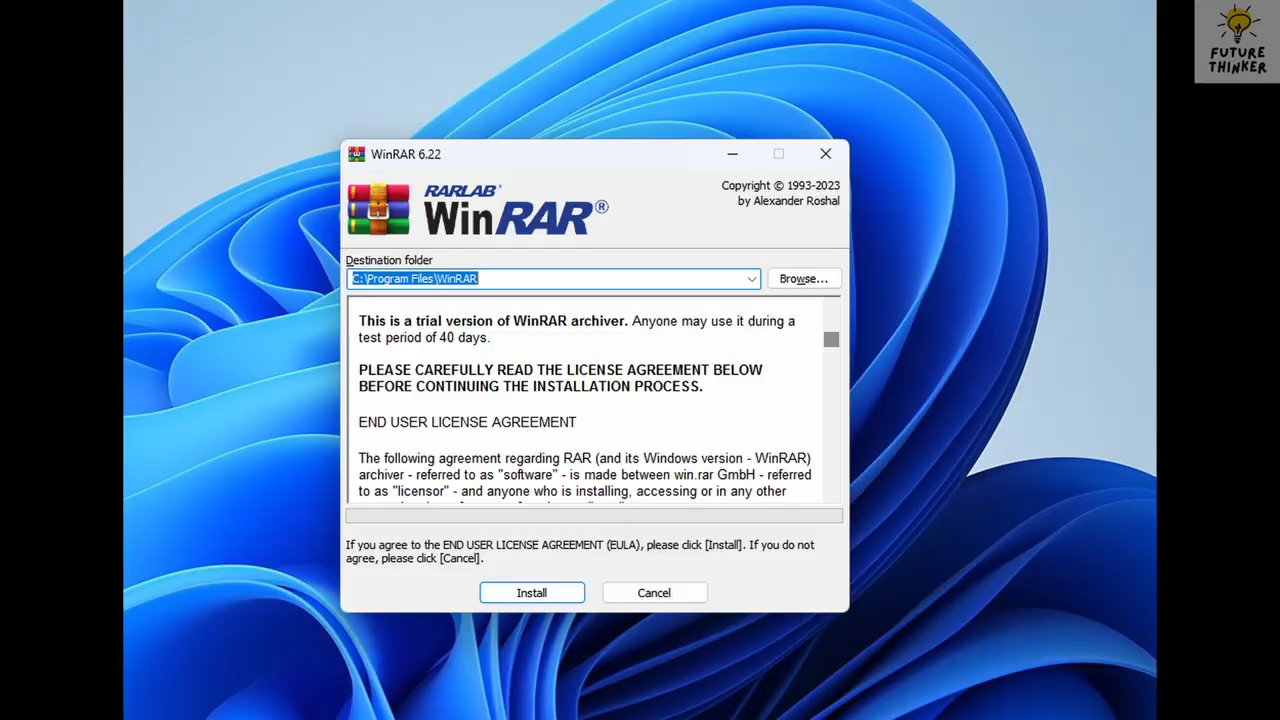 FUTURE
THINKER
WinRAR 6.22
RARLAB®
WinRAR®
Copyright © 1993-2023
by Alexander Roshal
Destination folder
C:\Program Files\WinRAR
Browse...
This is a trial version of WinRAR archiver. Anyone may use it during a
test period of 40 days.
PLEASE CAREFULLY READ THE LICENSE AGREEMENT BELOW
BEFORE CONTINUING THE INSTALLATION PROCESS.
END USER LICENSE AGREEMENT
The following agreement regarding RAR (and its Windows version - WinRAR)
archiver - referred to as "software" - is made between win.rar GmbH - referred
to as "licensor" - and anyone who is installing, accessing or in any other
If you agree to the END USER LICENSE AGREEMENT (EULA), please click [Install]. If you do not
agree, please click [Cancel].
Install
Cancel